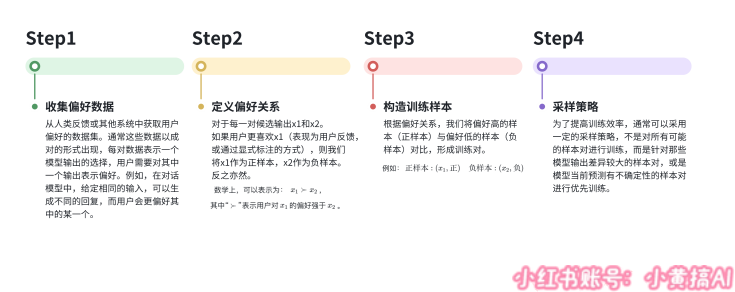 Step1
收集偏好数据
从人类反馈或其他系统中获取用户
偏好的数据集。通常这些数据以成
对的形式出现，每对数据表示一个
模型输出的选择，用户需要对其中
一个输出表示偏好。例如，在对话
模型中，给定相同的输入，可以生
成不同的回复，而用户会更偏好其
中的某一个。
Step2
定义偏好关系
对于每一对候选输出x1和x2。
如果用户更喜欢x1（表现为用户反馈，
或通过显式标注的方式），则我们
将x1作为正样本，x2作为负样本。
反之亦然。
数学上，可以表示为： x₁ ≻ x₂ ，
其中“≻”表示用户对 x₁ 的偏好强于 x₂ 。
Step3
构造训练样本
根据偏好关系，我们将偏好高的样
本（正样本）与偏好低的样本（负
样本）对比，形成训练对。
例如： 正样本 : (x₁, 正) 负样本 : (x₂, 负)
Step4
采样策略
为了提高训练效率，通常可以采用
一定的采样策略，不是对所有可能
的样本对进行训练，而是针对那些
模型输出差异较大的样本对，或是
模型当前预测有不确定性的样本对
进行优先训练。
小红书账号：小黄搞AI